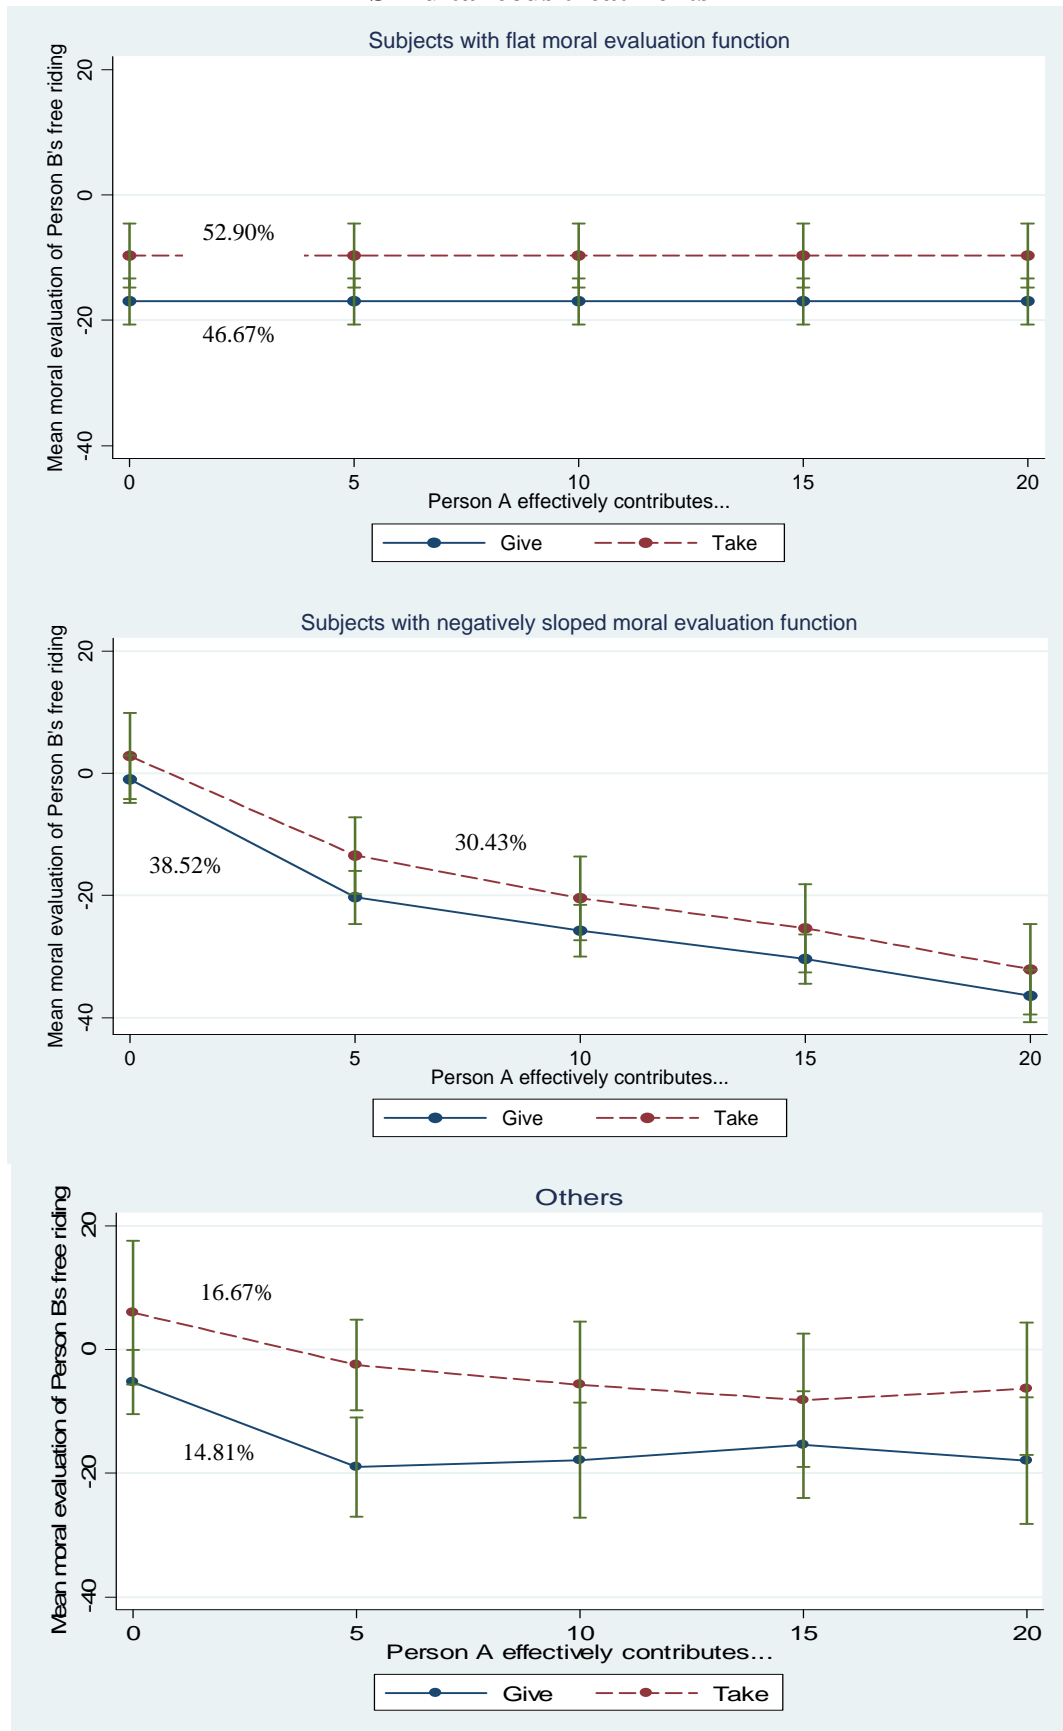 Subjects with flat moral evaluation function
Mean moral evaluation of Person B's free riding
20
0
-20
-40
52.90%
46.67%
0 5 10 15 20
Person A effectively contributes...
Give Take
Subjects with negatively sloped moral evaluation function
Mean moral evaluation of Person B's free riding
20
0
-20
-40
38.52%
30.43%
0 5 10 15 20
Person A effectively contributes...
Give Take
Others
Mean moral evaluation of Person B's free riding
20
0
-20
-40
16.67%
14.81%
0 5 10 15 20
Person A effectively contributes...
Give Take